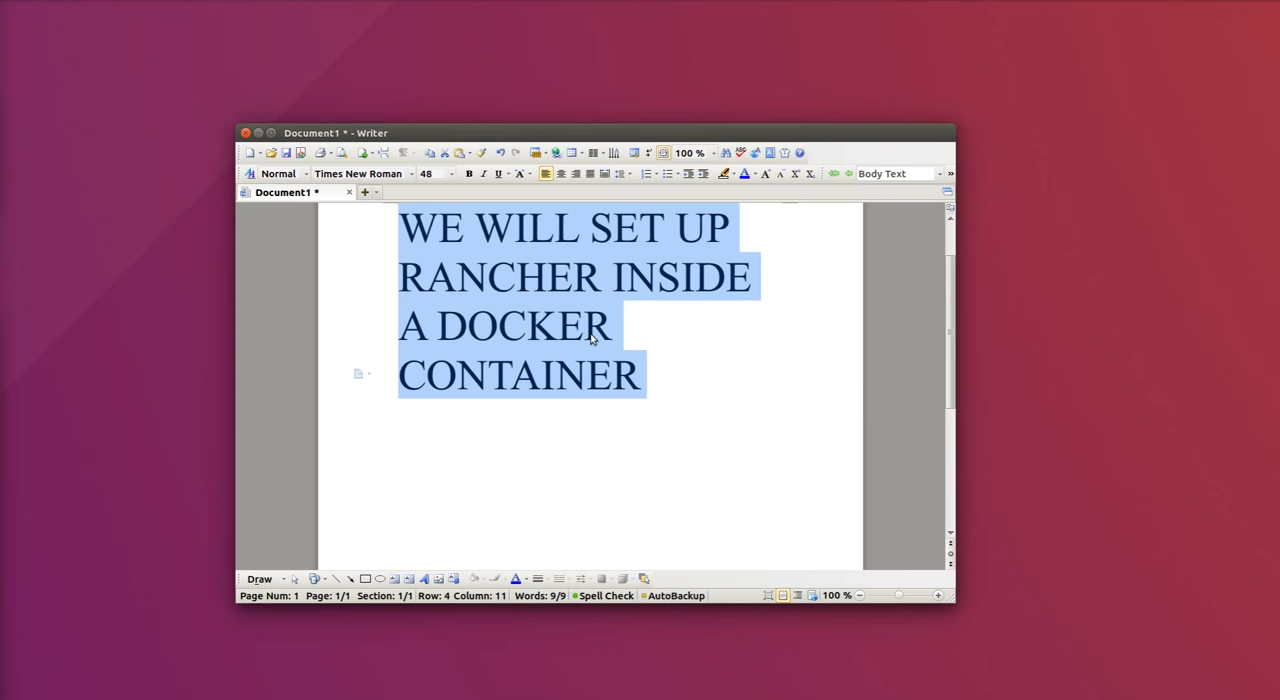 Document1 * - Writer
100 %
Normal
Times New Roman
48
Body Text
Document1 *
WE WILL SET UP
RANCHER INSIDE
A DOCKER
CONTAINER
Draw
Page Num: 1 Page: 1/1 Section: 1/1 Row: 4 Column: 11 Words: 9/9 Spell Check AutoBackup 100 %